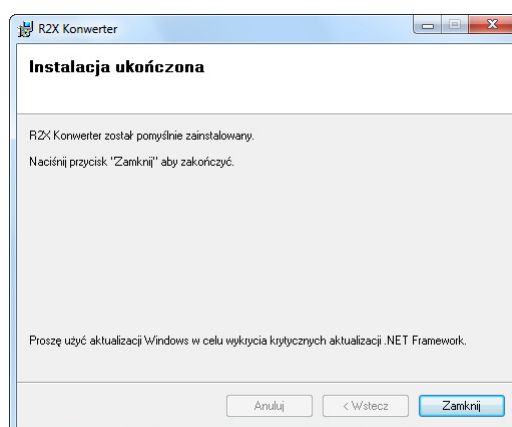 R2X Konwerter
Instalacja ukończona
R2X Konwerter został pomyślnie zainstalowany.
Naciśnij przycisk "Zamknij" aby zakończyć.
Proszę użyć aktualizacji Windows w celu wykrycia krytycznych aktualizacji .NET Framework.
Anuluj
< Wstecz
Zamknij